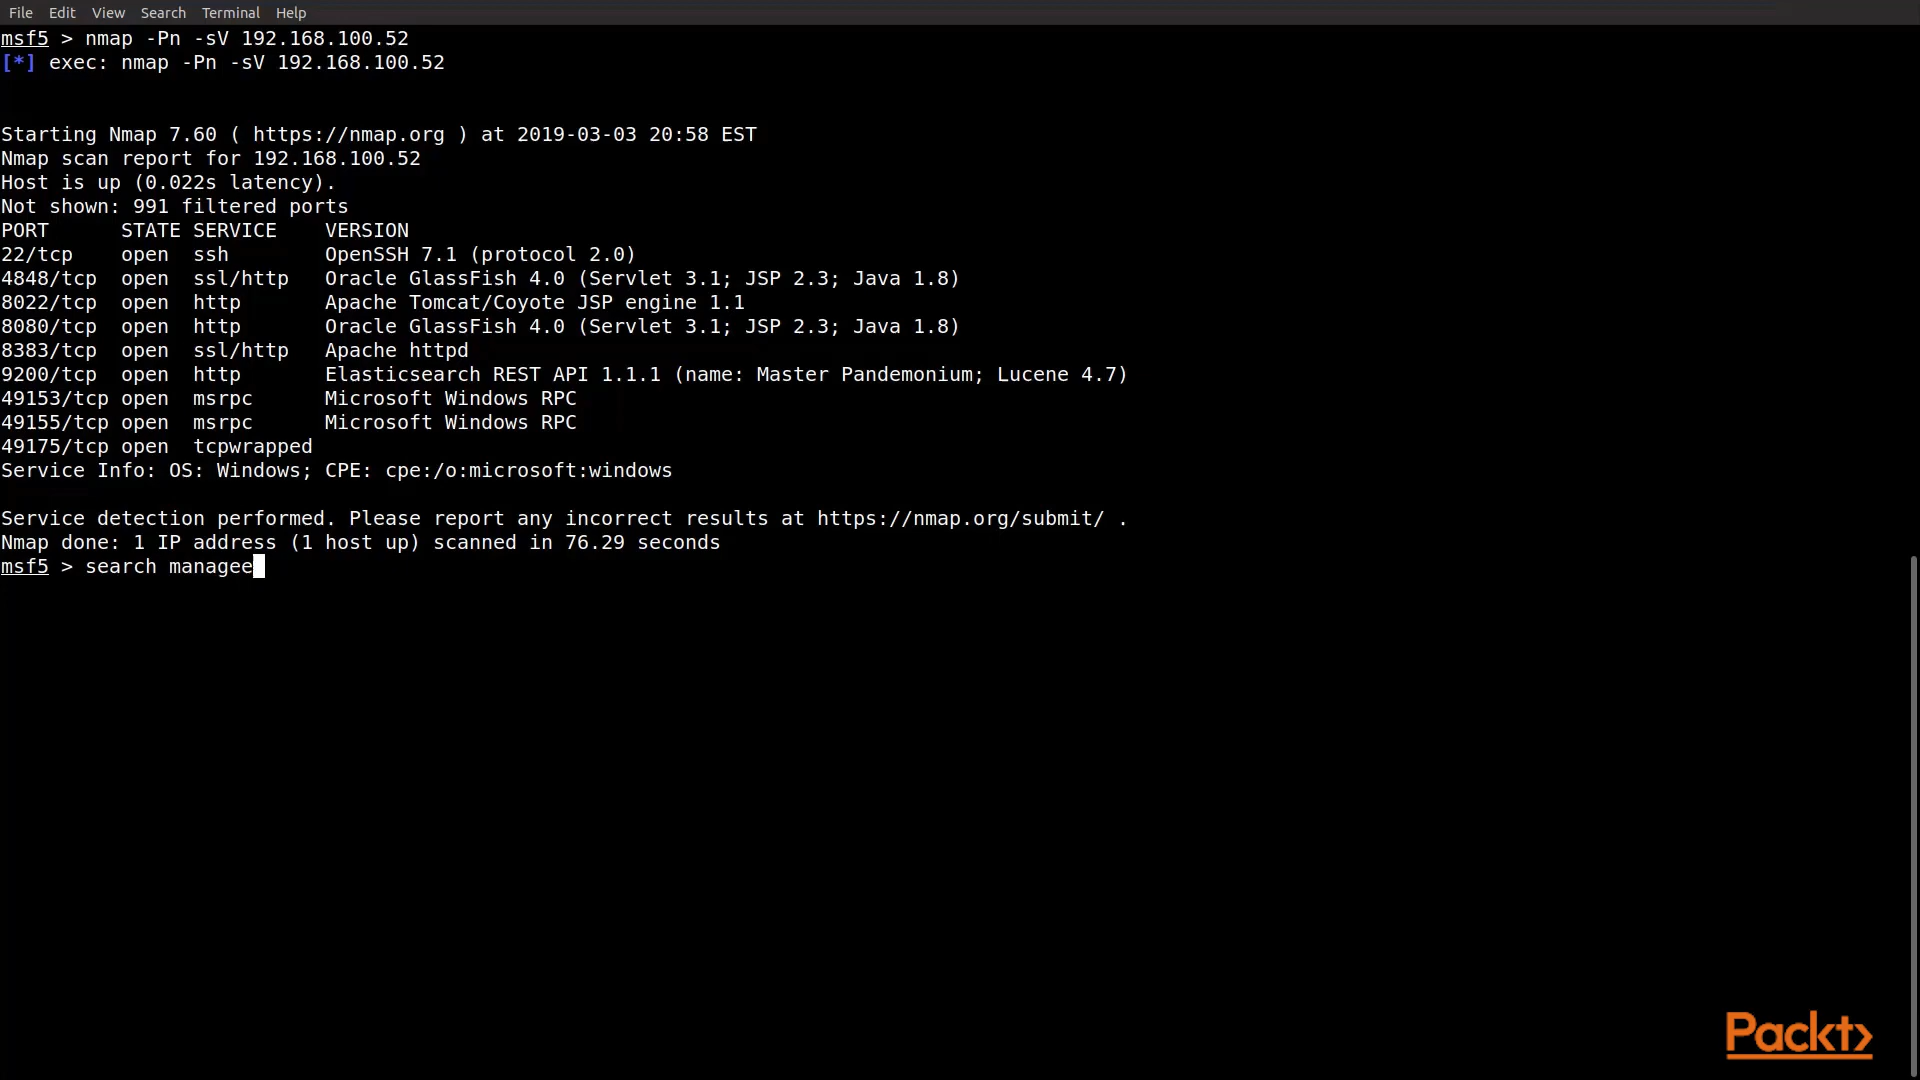 File Edit View Search Terminal Help
msf5 > nmap -Pn -sV 192.168.100.52
[*] exec: nmap -Pn -sV 192.168.100.52
Starting Nmap 7.60 ( https://nmap.org ) at 2019-03-03 20:58 EST
Nmap scan report for 192.168.100.52
Host is up (0.022s latency).
Not shown: 991 filtered ports
PORT      STATE SERVICE    VERSION
22/tcp    open  ssh        OpenSSH 7.1 (protocol 2.0)
4848/tcp  open  ssl/http   Oracle GlassFish 4.0 (Servlet 3.1; JSP 2.3; Java 1.8)
8022/tcp  open  http       Apache Tomcat/Coyote JSP engine 1.1
8080/tcp  open  http       Oracle GlassFish 4.0 (Servlet 3.1; JSP 2.3; Java 1.8)
8383/tcp  open  ssl/http   Apache httpd
9200/tcp  open  http       Elasticsearch REST API 1.1.1 (name: Master Pandemonium; Lucene 4.7)
49153/tcp open  msrpc      Microsoft Windows RPC
49155/tcp open  msrpc      Microsoft Windows RPC
49175/tcp open  tcpwrapped
Service Info: OS: Windows; CPE: cpe:/o:microsoft:windows
Service detection performed. Please report any incorrect results at https://nmap.org/submit/ .
Nmap done: 1 IP address (1 host up) scanned in 76.29 seconds
msf5 > search managee
Packt>